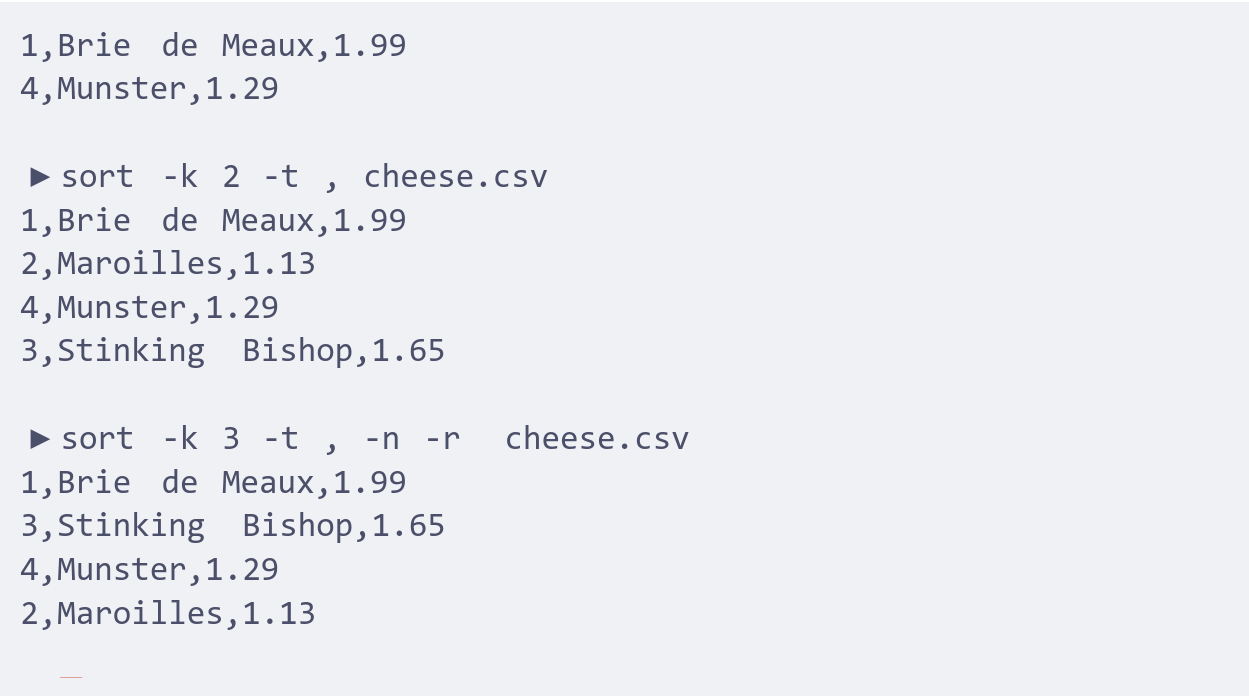 1,Brie de Meaux,1.99
4,Munster,1.29
►sort -k 2 -t , cheese.csv
1,Brie de Meaux,1.99
2,Maroilles,1.13
4,Munster,1.29
3,Stinking Bishop,1.65
►sort -k 3 -t , -n -r cheese.csv
1,Brie de Meaux,1.99
3,Stinking Bishop,1.65
4,Munster,1.29
2,Maroilles,1.13